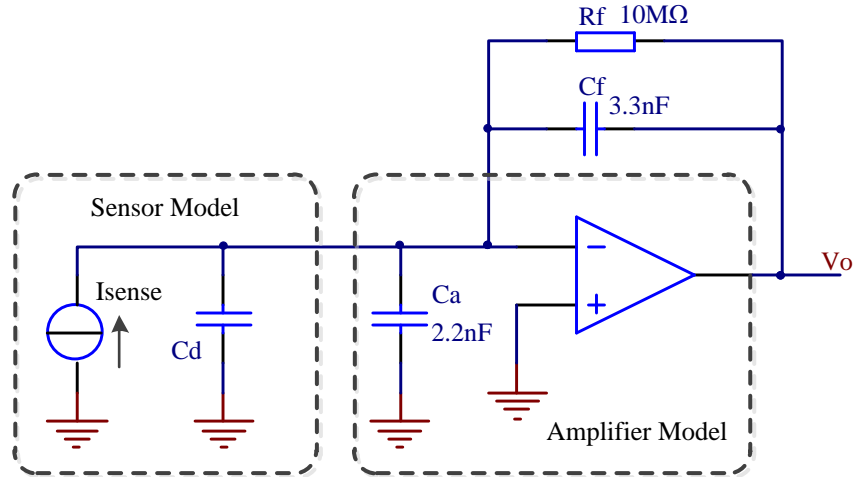 Rf 10MΩ
Cf
3.3nF
Sensor Model
Isense
Cd
Ca
2.2nF
−
+
Vo
Amplifier Model